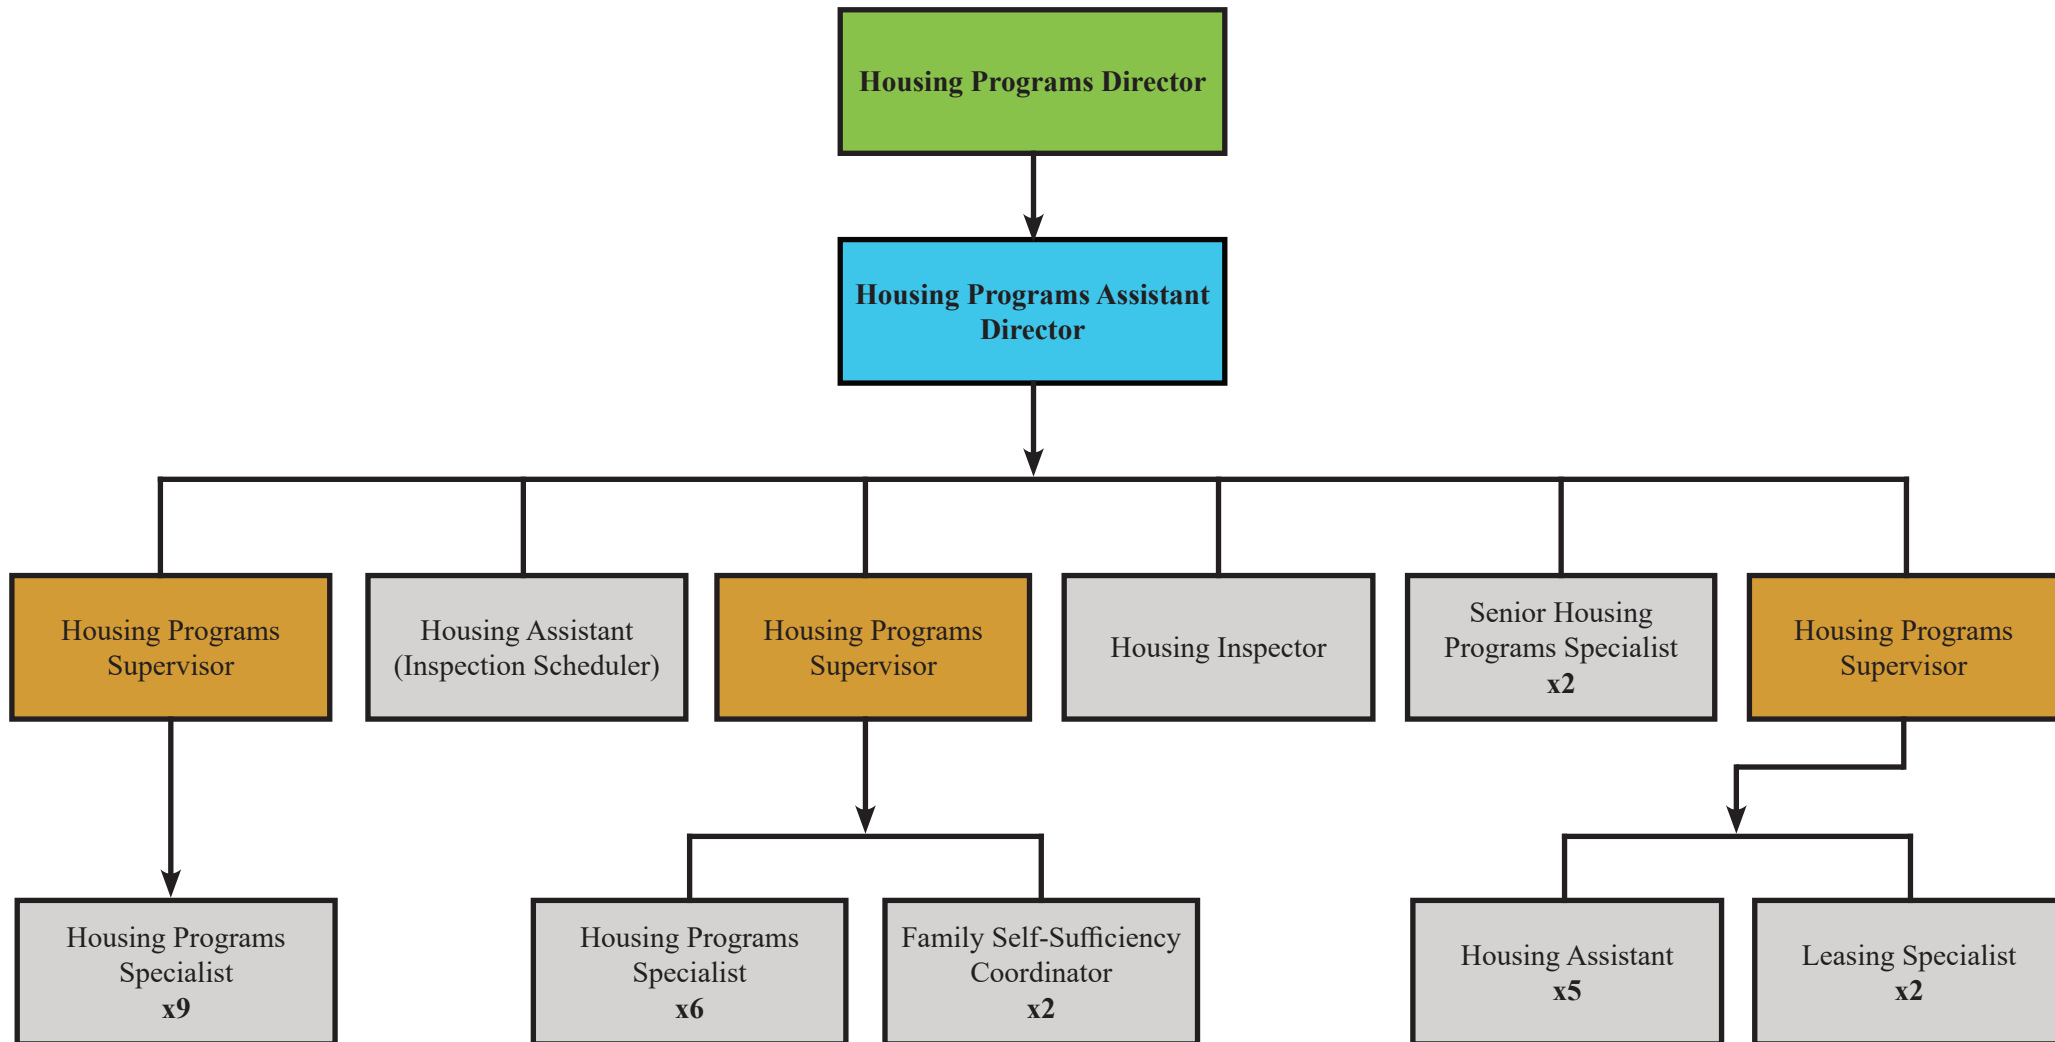 Housing Programs Director
Housing Programs Assistant
Director
Housing Programs
Supervisor
Housing Assistant
(Inspection Scheduler)
Housing Programs
Supervisor
Housing Inspector
Senior Housing
Programs Specialist
x2
Housing Programs
Supervisor
Housing Programs
Specialist
x9
Housing Programs
Specialist
x6
Family Self-Sufficiency
Coordinator
x2
Housing Assistant
x5
Leasing Specialist
x2